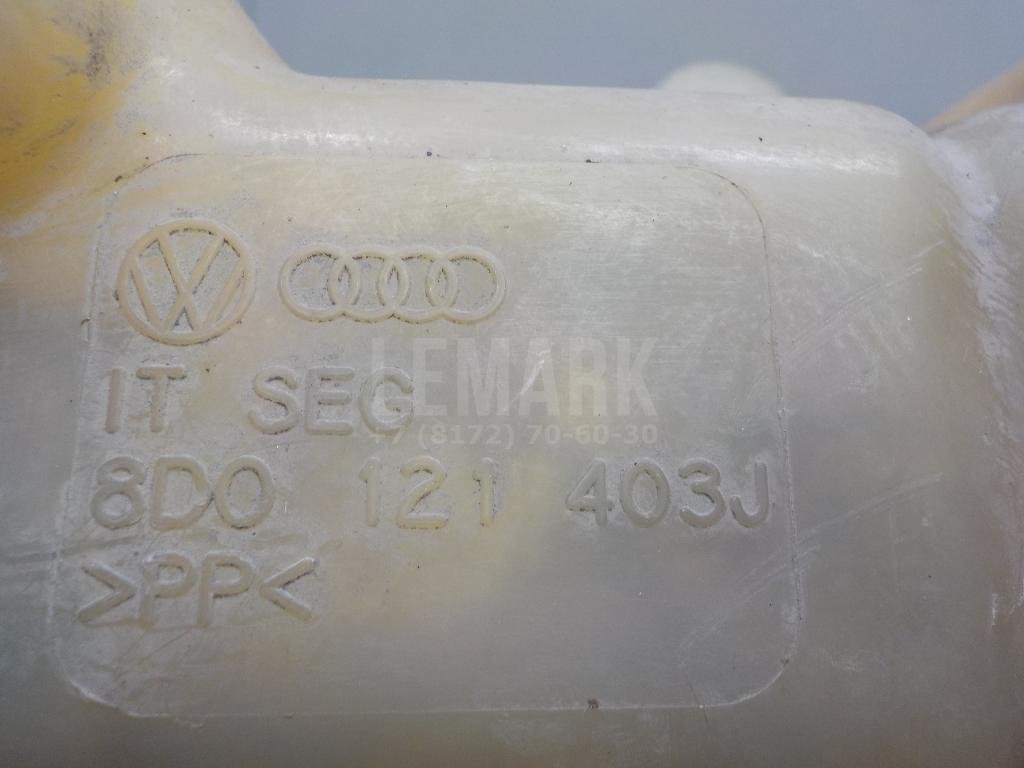 IT SEG
LEMARK
+7 (8172) 70-60-30
8D0 121 403J
>PP<